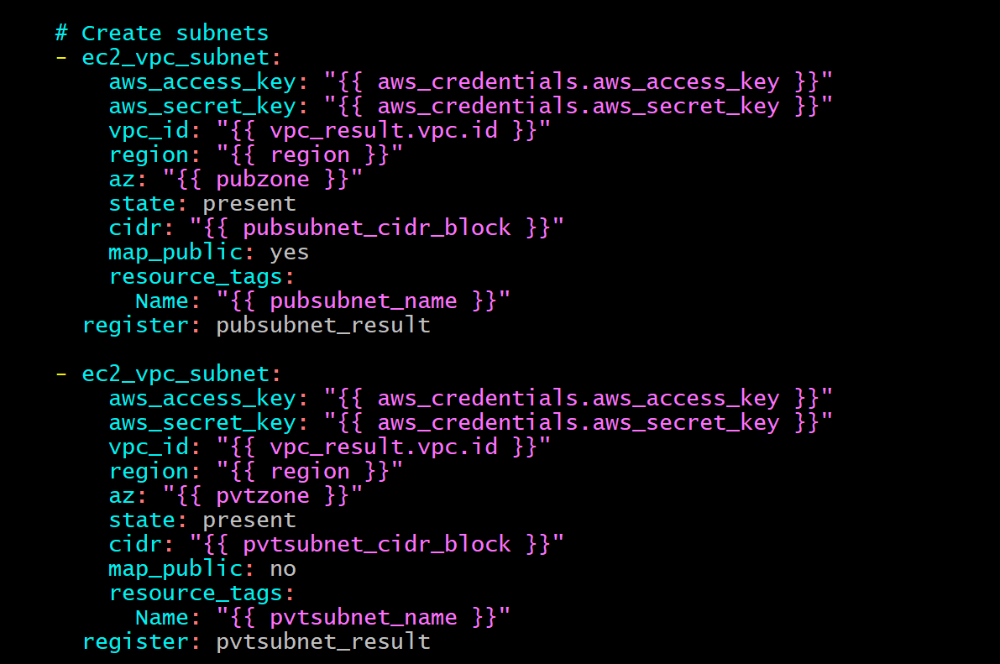 # Create subnets
- ec2_vpc_subnet:
    aws_access_key: "{{ aws_credentials.aws_access_key }}"
    aws_secret_key: "{{ aws_credentials.aws_secret_key }}"
    vpc_id: "{{ vpc_result.vpc.id }}"
    region: "{{ region }}"
    az: "{{ pubzone }}"
    state: present
    cidr: "{{ pubsubnet_cidr_block }}"
    map_public: yes
    resource_tags:
      Name: "{{ pubsubnet_name }}"
  register: pubsubnet_result

- ec2_vpc_subnet:
    aws_access_key: "{{ aws_credentials.aws_access_key }}"
    aws_secret_key: "{{ aws_credentials.aws_secret_key }}"
    vpc_id: "{{ vpc_result.vpc.id }}"
    region: "{{ region }}"
    az: "{{ pvtzone }}"
    state: present
    cidr: "{{ pvtsubnet_cidr_block }}"
    map_public: no
    resource_tags:
      Name: "{{ pvtsubnet_name }}"
  register: pvtsubnet_result